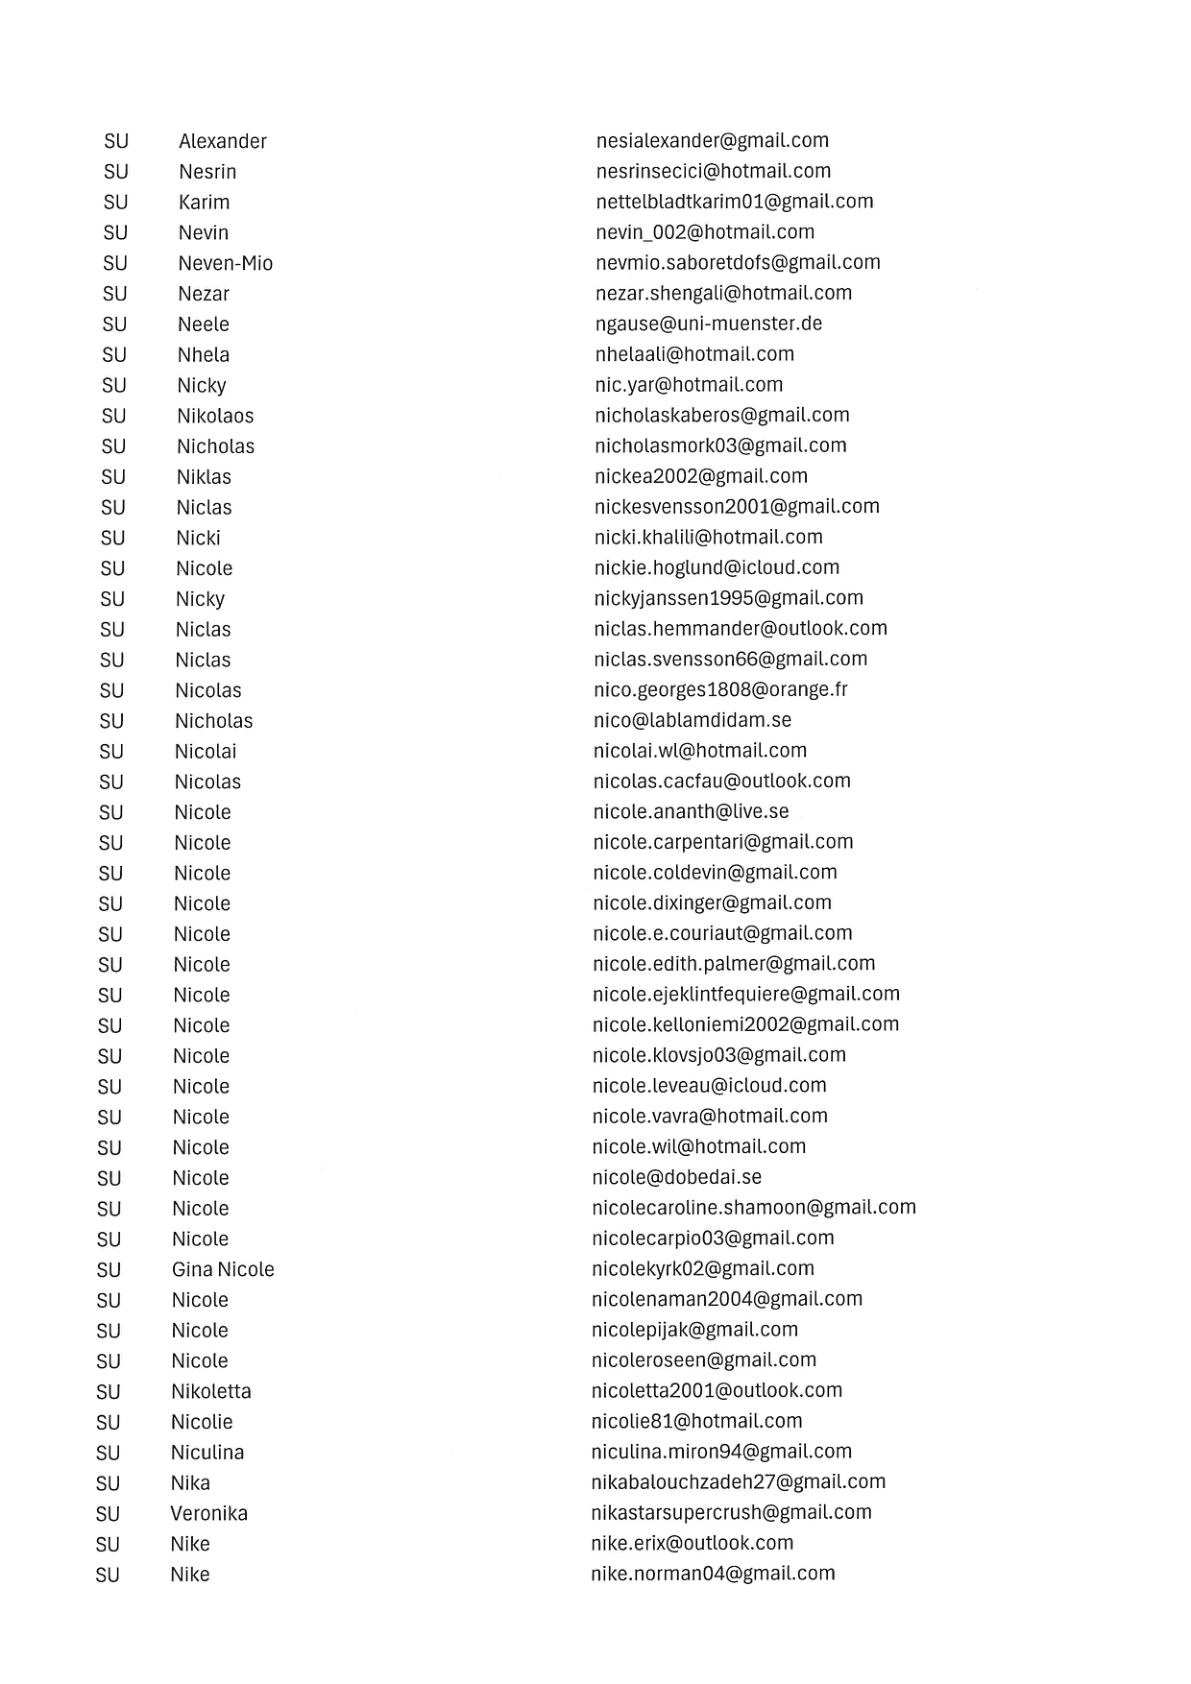 SU Alexander nesialexander@gmail.com
SU Nesrin nesrinsecici@hotmail.com
SU Karim nettelbladtkarim01@gmail.com
SU Nevin nevin_002@hotmail.com
SU Neven-Mio nevmio.saboretdofs@gmail.com
SU Nezar nezar.shengali@hotmail.com
SU Neele ngause@uni-muenster.de
SU Nhela nhelaali@hotmail.com
SU Nicky nic.yar@hotmail.com
SU Nikolaos nicholaskaberos@gmail.com
SU Nicholas nicholasmork03@gmail.com
SU Niklas nickea2002@gmail.com
SU Niclas nickesvensson2001@gmail.com
SU Nicki nicki.khalili@hotmail.com
SU Nicole nickie.hoglund@icloud.com
SU Nicky nickyjanssen1995@gmail.com
SU Niclas niclas.hemmander@outlook.com
SU Niclas niclas.svensson66@gmail.com
SU Nicolas nico.georges1808@orange.fr
SU Nicholas nico@lablamdidam.se
SU Nicolai nicolai.wl@hotmail.com
SU Nicolas nicolas.cacfau@outlook.com
SU Nicole nicole.ananth@live.se
SU Nicole nicole.carpentari@gmail.com
SU Nicole nicole.coldevin@gmail.com
SU Nicole nicole.dixinger@gmail.com
SU Nicole nicole.e.couriaut@gmail.com
SU Nicole nicole.edith.palmer@gmail.com
SU Nicole nicole.ejeklintfequiere@gmail.com
SU Nicole nicole.kelloniemi2002@gmail.com
SU Nicole nicole.klovsjo03@gmail.com
SU Nicole nicole.leveau@icloud.com
SU Nicole nicole.vavra@hotmail.com
SU Nicole nicole.wil@hotmail.com
SU Nicole nicole@dobedai.se
SU Nicole nicolecaroline.shamoon@gmail.com
SU Nicole nicolecarpio03@gmail.com
SU Gina Nicole nicolekyrk02@gmail.com
SU Nicole nicolenaman2004@gmail.com
SU Nicole nicolepijak@gmail.com
SU Nicole nicoleroseen@gmail.com
SU Nikoletta nicoletta2001@outlook.com
SU Nicolie nicolie81@hotmail.com
SU Niculina niculina.miron94@gmail.com
SU Nika nikabalouchzadeh27@gmail.com
SU Veronika nikastarsupercrush@gmail.com
SU Nike nike.erix@outlook.com
SU Nike nike.norman04@gmail.com